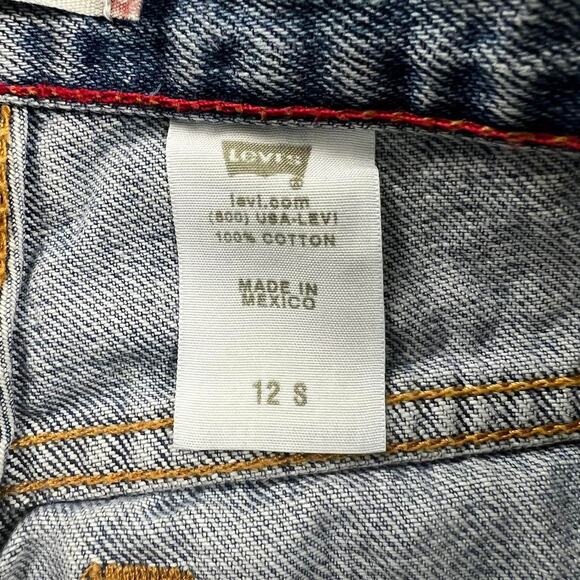 Levi's
®
levi.com
(800) USA-LEVI
100% COTTON
MADE IN
MEXICO
12 S